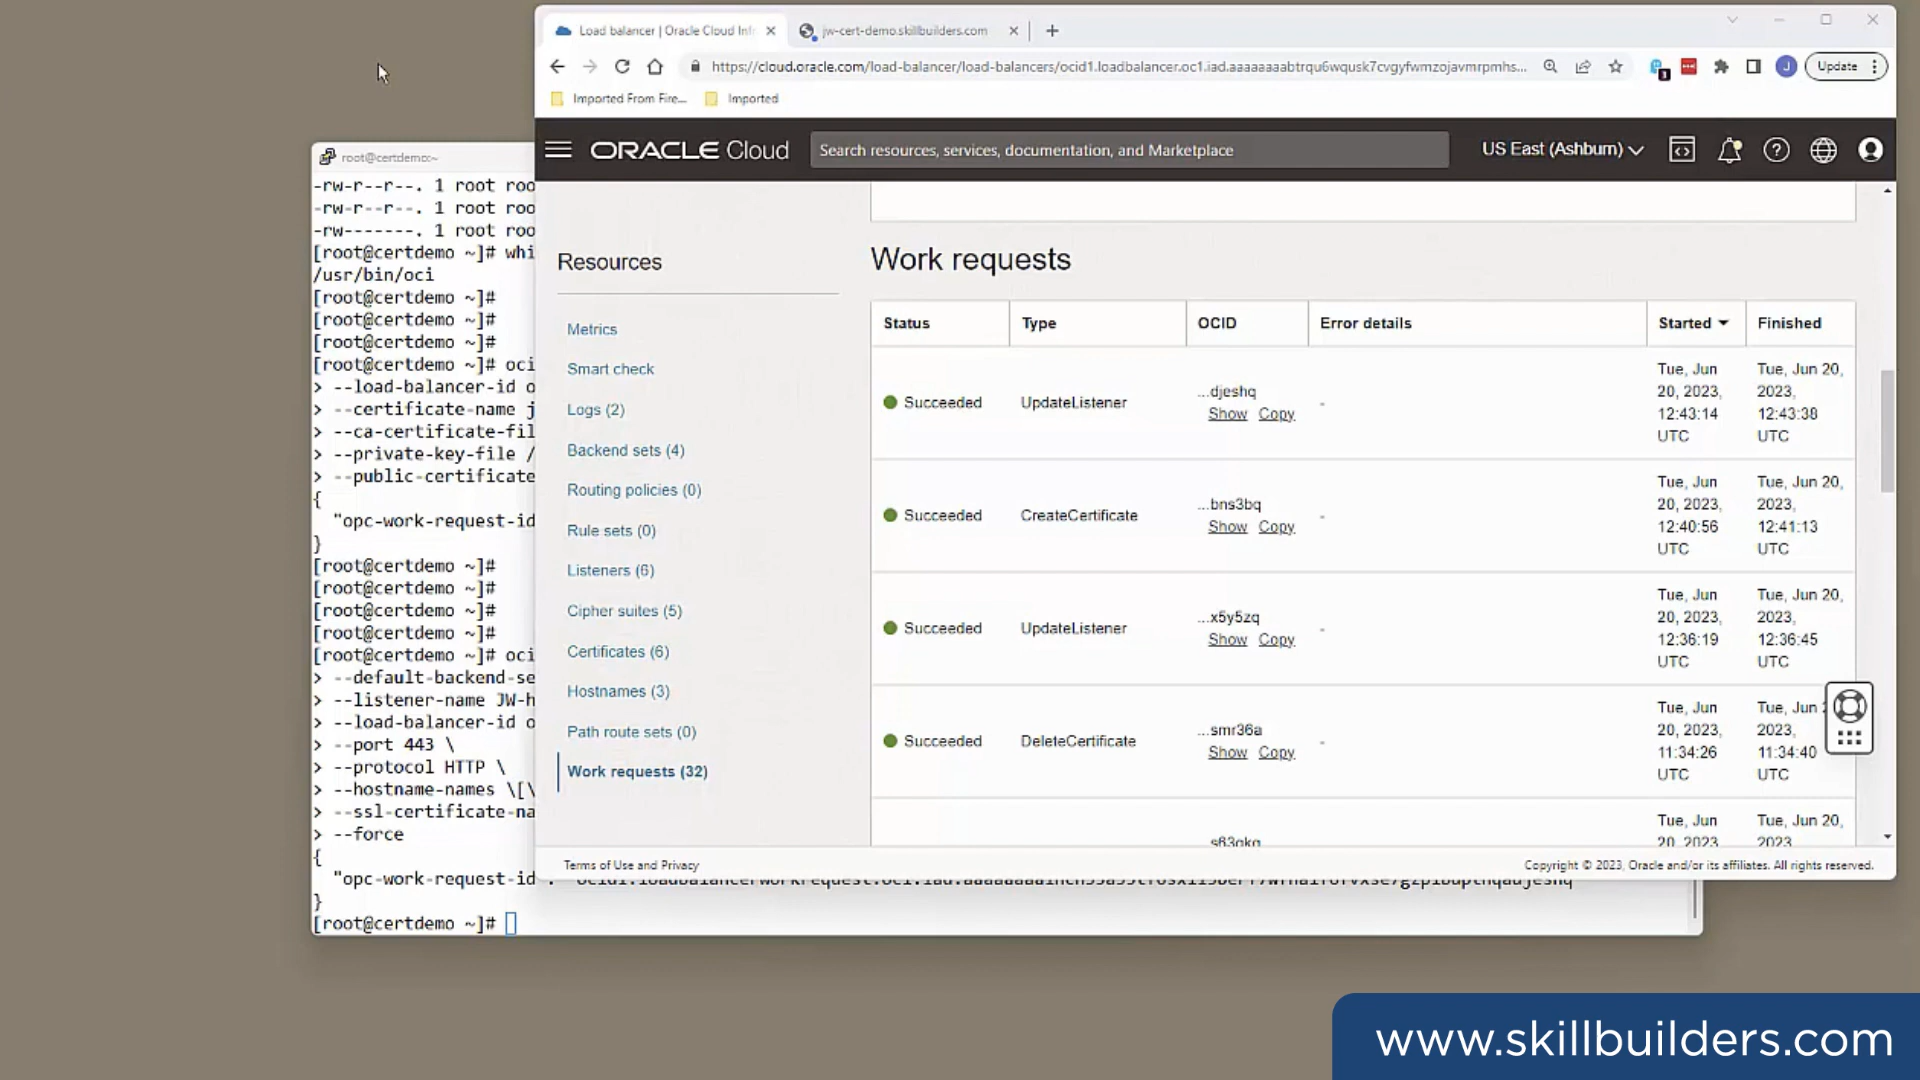 Load balancer | Oracle Cloud Inf
jw-cert-demo.skillbuilders.com
https://cloud.oracle.com/load-balancer/load-balancers/ocid1.loadbalancer.oc1.iad.aaaaaaaabtrqu6wqusk7cvgyfwmzojavmrpmhs...
J
Update
Imported From Fire...
Imported
ORACLE Cloud
Search resources, services, documentation, and Marketplace
US East (Ashburn)
root@certdemo:~
-rw-r--r--. 1 root roo
-rw-r--r--. 1 root roo
-rw-------. 1 root roo
[root@certdemo ~]# whi
/usr/bin/oci
[root@certdemo ~]#
[root@certdemo ~]#
[root@certdemo ~]#
[root@certdemo ~]# oci
> --load-balancer-id o
> --certificate-name j
> --ca-certificate-fil
> --private-key-file /
> --public-certificate
{
"opc-work-request-id
}
[root@certdemo ~]#
[root@certdemo ~]#
[root@certdemo ~]#
[root@certdemo ~]#
[root@certdemo ~]# oci
> --default-backend-se
> --listener-name JW-h
> --load-balancer-id o
> --port 443 \
> --protocol HTTP \
> --hostname-names \[\
> --ssl-certificate-na
> --force
{
"opc-work-request-id
}
[root@certdemo ~]#
Resources
Metrics
Smart check
Logs (2)
Backend sets (4)
Routing policies (0)
Rule sets (0)
Listeners (6)
Cipher suites (5)
Certificates (6)
Hostnames (3)
Path route sets (0)
Work requests (32)
Work requests
Status Type OCID Error details Started Finished
Succeeded UpdateListener ...djeshq Show Copy - Tue, Jun 20, 2023, 12:43:14 UTC Tue, Jun 20, 2023, 12:43:38 UTC
Succeeded CreateCertificate ...bns3bq Show Copy - Tue, Jun 20, 2023, 12:40:56 UTC Tue, Jun 20, 2023, 12:41:13 UTC
Succeeded UpdateListener ...x5y5zq Show Copy - Tue, Jun 20, 2023, 12:36:19 UTC Tue, Jun 20, 2023, 12:36:45 UTC
Succeeded DeleteCertificate ...smr36a Show Copy - Tue, Jun 20, 2023, 11:34:26 UTC Tue, Jun 2023, 11:34:40 UTC
Tue, Jun 20, 2023 Tue, Jun 20, 2023
Terms of Use and Privacy
Copyright © 2023, Oracle and/or its affiliates. All rights reserved.
www.skillbuilders.com